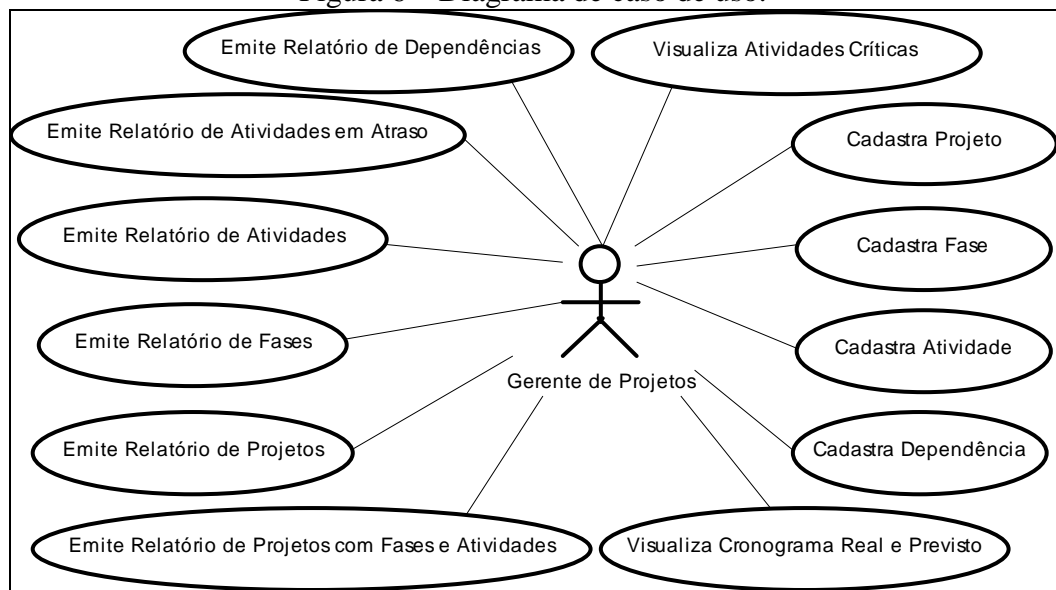 Figura 6 – Diagrama de caso de uso.
Emite Relatório de Dependências
Visualiza Atividades Críticas
Emite Relatório de Atividades em Atraso
Cadastra Projeto
Emite Relatório de Atividades
Cadastra Fase
Emite Relatório de Fases
Cadastra Atividade
Gerente de Projetos
Emite Relatório de Projetos
Cadastra Dependência
Emite Relatório de Projetos com Fases e Atividades
Visualiza Cronograma Real e Previsto